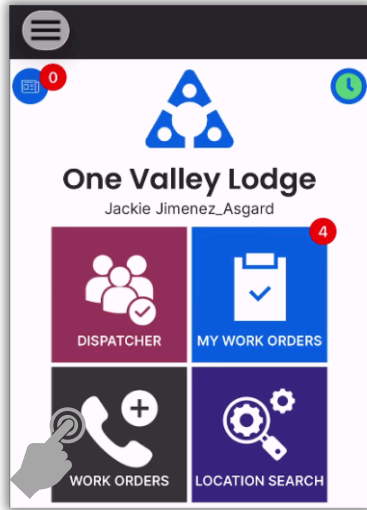 0
One Valley Lodge
Jackie Jimenez_Asgard
4
DISPATCHER
MY WORK ORDERS
WORK ORDERS
LOCATION SEARCH